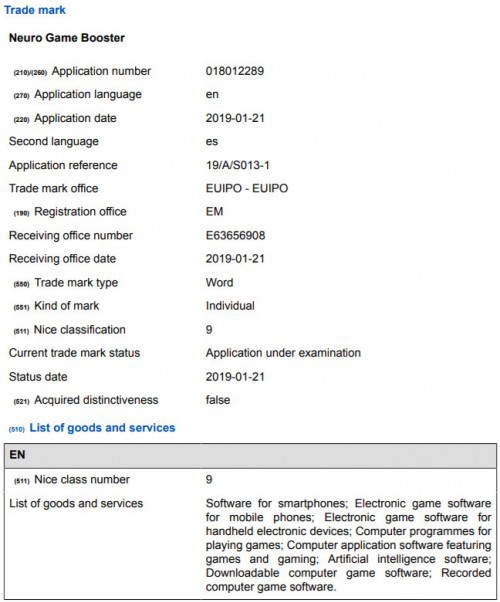 Trade mark
Neuro Game Booster
(210)/(260) Application number 018012289
(270) Application language en
(220) Application date 2019-01-21
Second language es
Application reference 19/A/S013-1
Trade mark office EUIPO - EUIPO
(190) Registration office EM
Receiving office number E63656908
Receiving office date 2019-01-21
(550) Trade mark type Word
(551) Kind of mark Individual
(511) Nice classification 9
Current trade mark status Application under examination
Status date 2019-01-21
(521) Acquired distinctiveness false
(510) List of goods and services
EN
(511) Nice class number 9
List of goods and services Software for smartphones; Electronic game software
for mobile phones; Electronic game software for
handheld electronic devices; Computer programmes for
playing games; Computer application software featuring
games and gaming; Artificial intelligence software;
Downloadable computer game software; Recorded
computer game software.